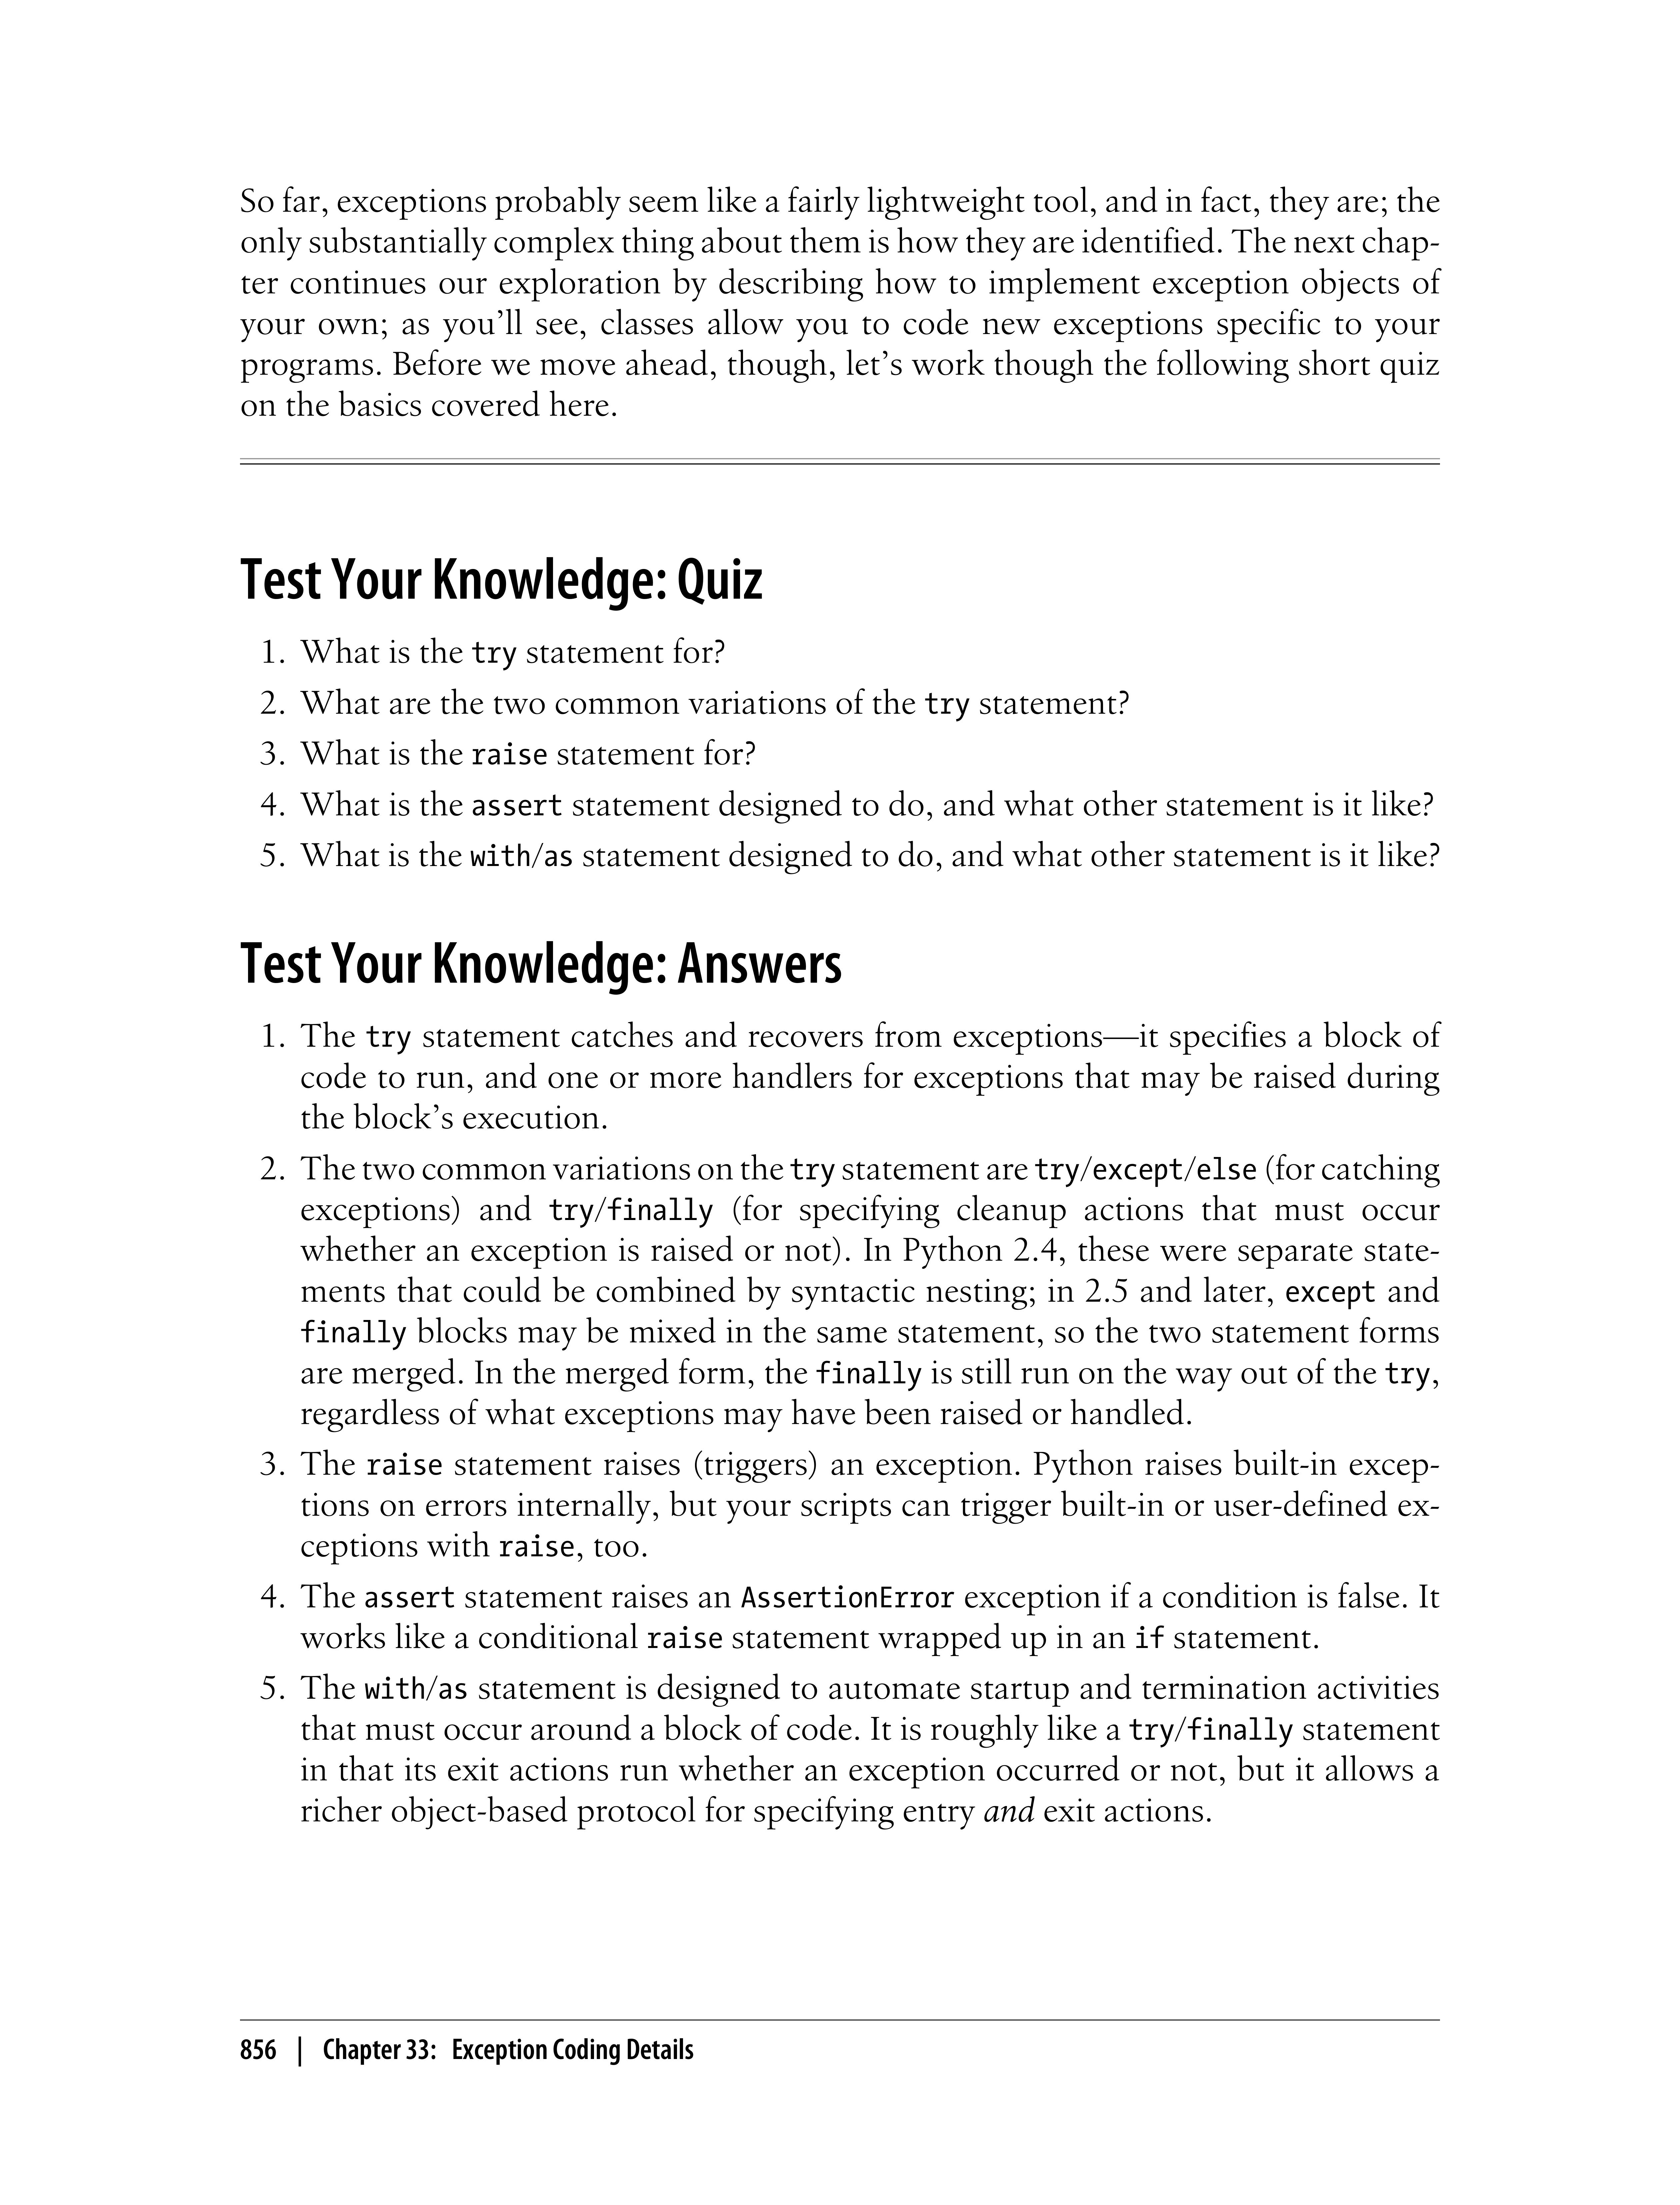 So far, exceptions probably seem like a fairly lightweight tool, and in fact, they are; the
only substantially complex thing about them is how they are identified. The next chap-
ter continues our exploration by describing how to implement exception objects of
your own; as you’ll see, classes allow you to code new exceptions specific to your
programs. Before we move ahead, though, let’s work though the following short quiz
on the basics covered here.
Test Your Knowledge: Quiz
1. What is the try statement for?
2. What are the two common variations of the try statement?
3. What is the raise statement for?
4. What is the assert statement designed to do, and what other statement is it like?
5. What is the with/as statement designed to do, and what other statement is it like?
Test Your Knowledge: Answers
1. The try statement catches and recovers from exceptions—it specifies a block of
code to run, and one or more handlers for exceptions that may be raised during
the block’s execution.
2. The two common variations on the try statement are try/except/else (for catching
exceptions) and try/finally (for specifying cleanup actions that must occur
whether an exception is raised or not). In Python 2.4, these were separate state-
ments that could be combined by syntactic nesting; in 2.5 and later, except and
finally blocks may be mixed in the same statement, so the two statement forms
are merged. In the merged form, the finally is still run on the way out of the try,
regardless of what exceptions may have been raised or handled.
3. The raise statement raises (triggers) an exception. Python raises built-in excep-
tions on errors internally, but your scripts can trigger built-in or user-defined ex-
ceptions with raise, too.
4. The assert statement raises an AssertionError exception if a condition is false. It
works like a conditional raise statement wrapped up in an if statement.
5. The with/as statement is designed to automate startup and termination activities
that must occur around a block of code. It is roughly like a try/finally statement
in that its exit actions run whether an exception occurred or not, but it allows a
richer object-based protocol for specifying entry and exit actions.
856 | Chapter 33: Exception Coding Details